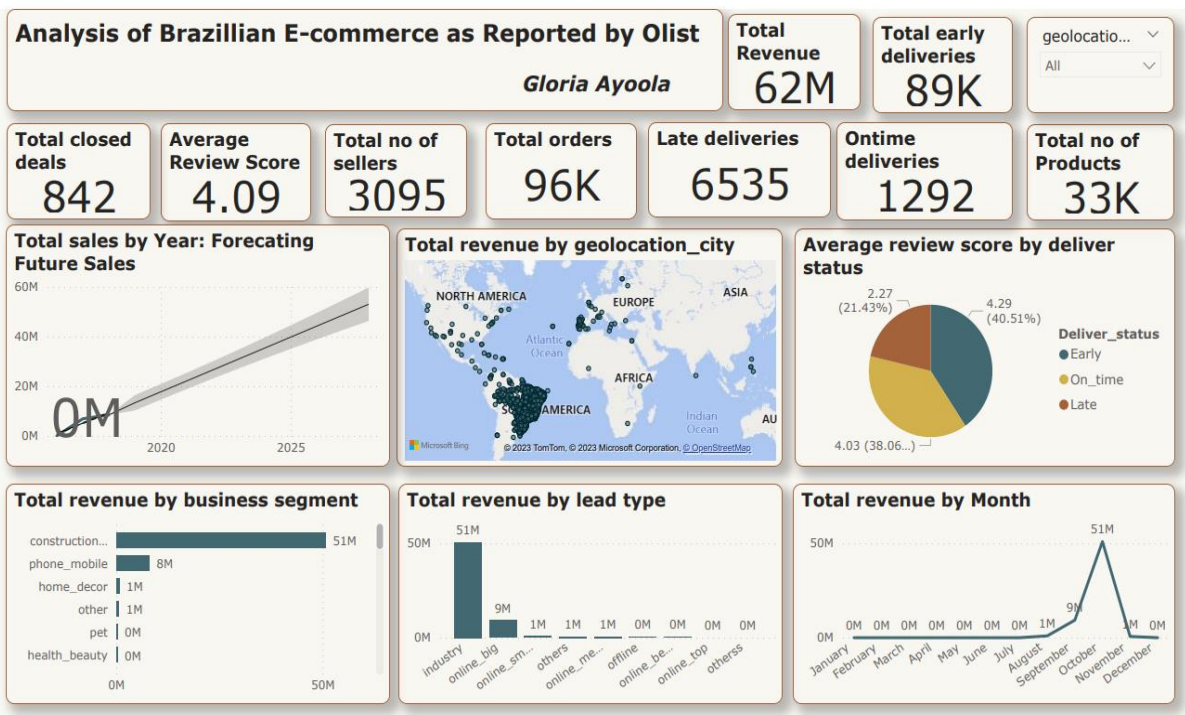 Analysis of Brazillian E-commerce as Reported by Olist
Gloria Ayoola
Total
Revenue
62M
Total early
deliveries
89K
geolocatio...
All
Total closed
deals
842
Average
Review Score
4.09
Total no of
sellers
3095
Total orders
96K
Late deliveries
6535
Ontime
deliveries
1292
Total no of
Products
33K
Total sales by Year: Forecating
Future Sales
60M
40M
20M
0M
0M
2020
2025
Total revenue by geolocation_city
NORTH AMERICA
EUROPE
ASIA
Atlantic
Ocean
AFRICA
AMERICA
Indian
Ocean
AU
Microsoft Bing
© 2023 TomTom, © 2023 Microsoft Corporation, © OpenStreetMap
Average review score by deliver
status
2.27
(21.43%)
4.29
(40.51%)
4.03 (38.06...)
Deliver_status
Early
On_time
Late
Total revenue by business segment
construction... 51M
phone_mobile 8M
home_decor 1M
other 1M
pet 0M
health_beauty 0M
0M 50M
Total revenue by lead type
50M
0M
51M
9M
1M
1M
1M
0M
0M
0M
0M
industry
online_big
online_sm...
others
online_me...
offline
online_be...
online_top
otherss
Total revenue by Month
50M
0M
0M 0M 0M 0M 0M 0M 0M 1M 9M 51M 1M 0M
January
February
March
April
May
June
July
August
September
October
November
December